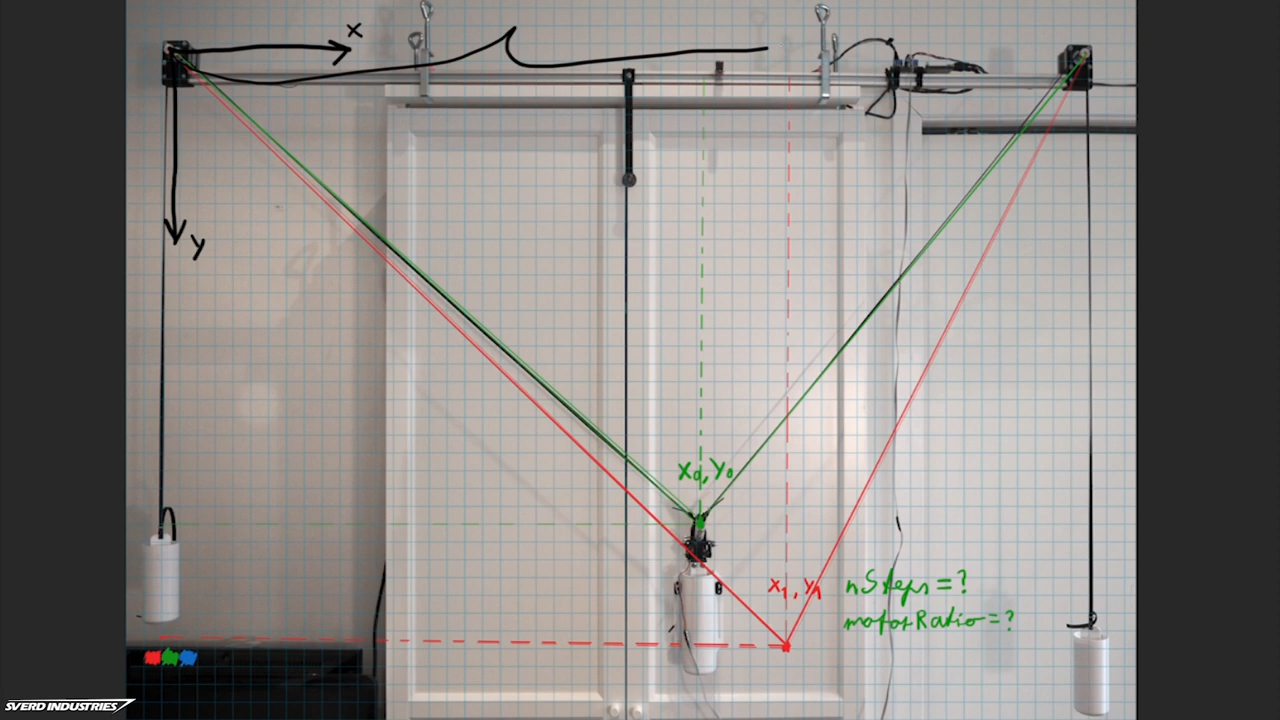 x
y
x₀, y₀
x₁, y₁
nSteps = ?
motorRatio = ?
SVERD INDUSTRIES